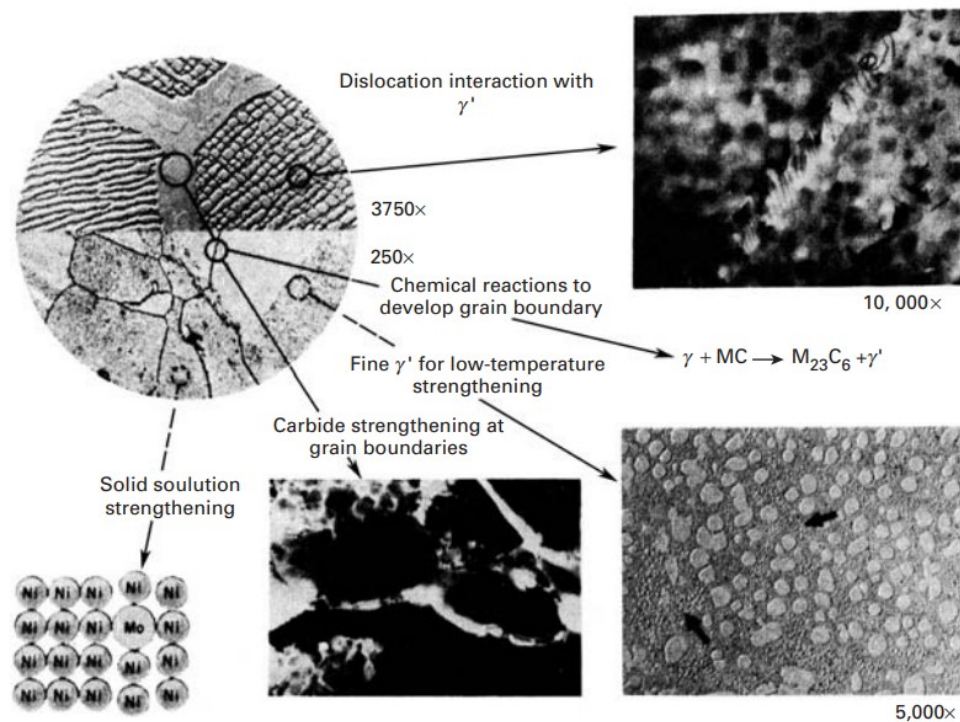 Dislocation interaction with
γ'
3750×
250×
10, 000×
Chemical reactions to
develop grain boundary
γ + MC → M₂₃C₆ +γ'
Fine γ' for low-temperature
strengthening
Carbide strengthening at
grain boundaries
Solid soulution
strengthening
Ni Ni Ni Ni Ni
Ni Ni Ni Mo Ni
Ni Ni Ni Ni Ni
Ni Ni Ni Ni Ni
5,000×